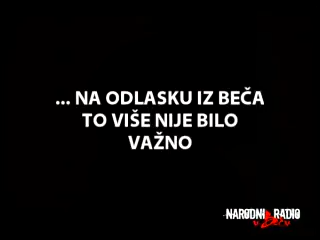 ... NA ODLASKU IZ BEČA
TO VIŠE NIJE BILO
VAŽNO
NARODNI RADIO